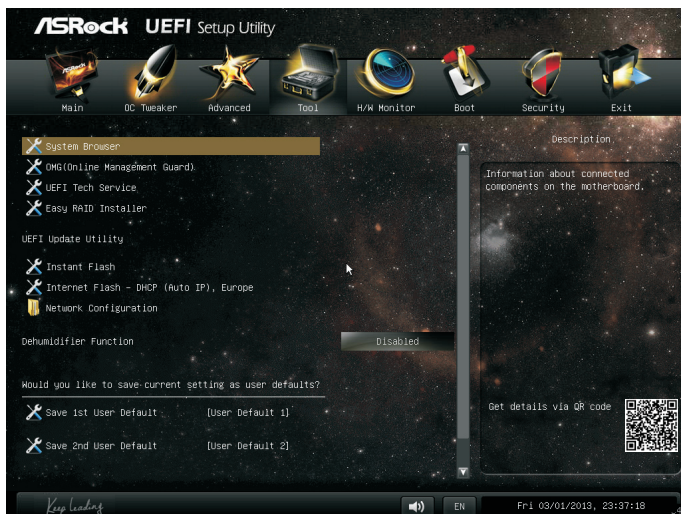 ASRock UEFI Setup Utility
ASRock
Main OC Tweaker Advanced Tool H/W Monitor Boot Security Exit
System Browser
OMG(Online Management Guard)
UEFI Tech Service
Easy RAID Installer
UEFI Update Utility
Instant Flash
Internet Flash - DHCP (Auto IP), Europe
Network Configuration
Dehumidifier Function Disabled
Would you like to save current setting as user defaults?
Save 1st User Default [User Default 1]
Save 2nd User Default [User Default 2]
Description
Information about connected
components on the motherboard.
Get details via QR code
Keep Leading
EN
Fri 03/01/2013, 23:37:18